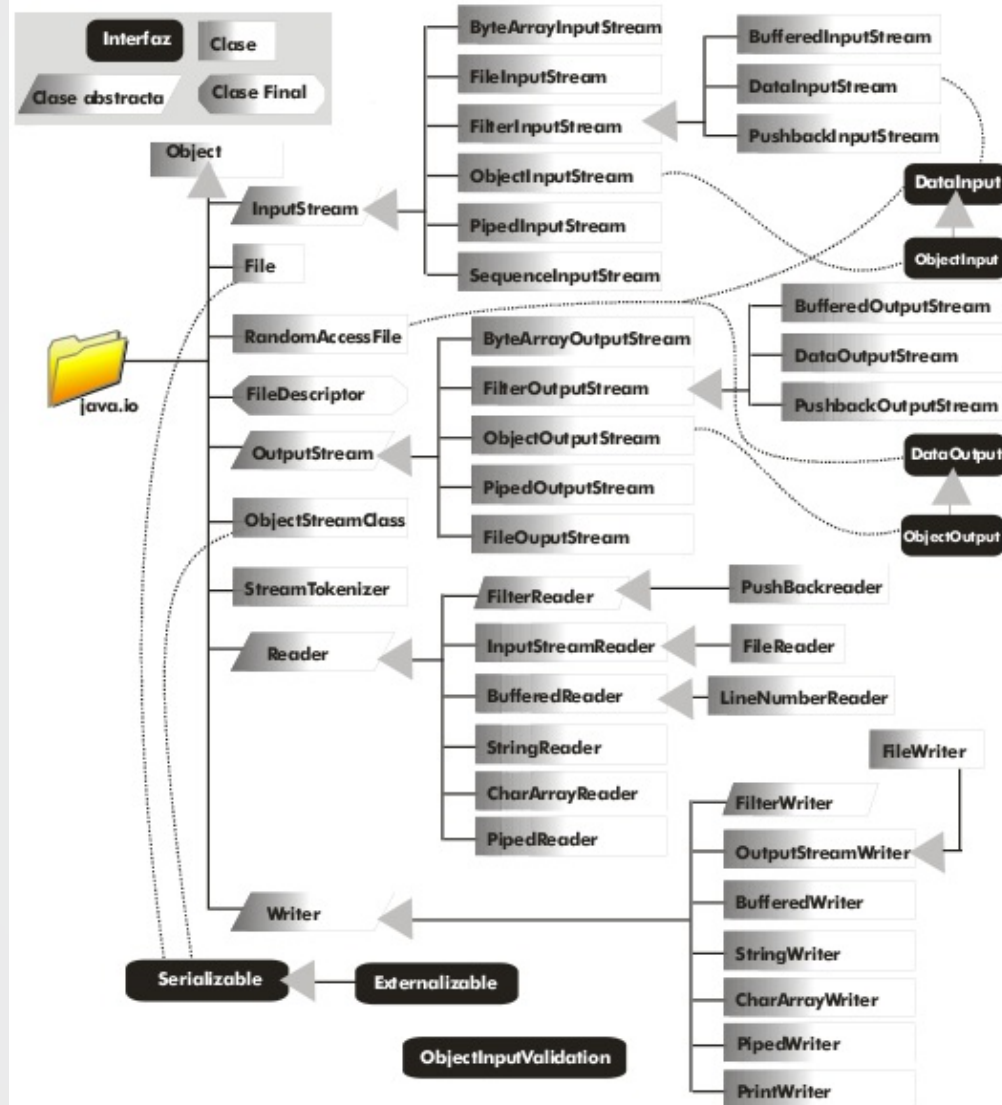 Interfaz
Clase
Clase abstracta
Clase Final
Object
InputStream
File
RandomAccessFile
FileDescriptor
OutputStream
ObjectStreamClass
StreamTokenizer
Reader
Writer
java.io
ByteArrayInputStream
FileInputStream
FilterInputStream
ObjectInputStream
PipedInputStream
SequenceInputStream
BufferedInputStream
DataInputStream
PushbackInputStream
DataInput
ObjectInput
ByteArrayOutputStream
FilterOutputStream
ObjectOutputStream
PipedOutputStream
FileOuputStream
BufferedOutputStream
DataOutputStream
PushbackOutputStream
DataOutput
ObjectOutput
FilterReader
InputStreamReader
BufferedReader
StringReader
CharArrayReader
PipedReader
PushBackreader
FileReader
LineNumberReader
FileWriter
FilterWriter
OutputStreamWriter
BufferedWriter
StringWriter
CharArrayWriter
PipedWriter
PrintWriter
Serializable
Externalizable
ObjectInputValidation